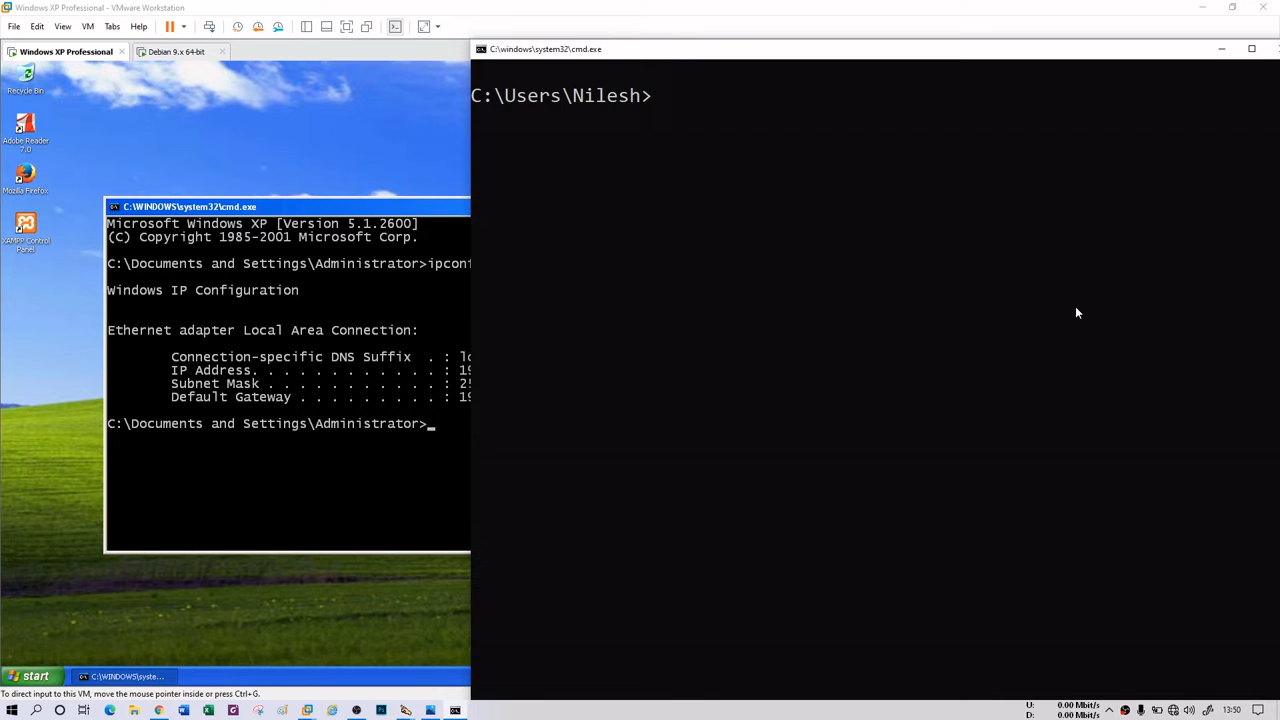 Windows XP Professional - VMware Workstation
File Edit View VM Tabs Help
Windows XP Professional × Debian 9.x 64-bit ×
C:\windows\system32\cmd.exe
Recycle Bin
C:\Users\Nilesh>
Adobe Reader
7.0
Mozilla Firefox
XAMPP Control
Panel
C:\WINDOWS\system32\cmd.exe
Microsoft Windows XP [Version 5.1.2600]
(C) Copyright 1985-2001 Microsoft Corp.
C:\Documents and Settings\Administrator>ipconf
Windows IP Configuration
Ethernet adapter Local Area Connection:
Connection-specific DNS Suffix . : lo
IP Address. . . . . . . . . . . . : 19
Subnet Mask . . . . . . . . . . . : 25
Default Gateway . . . . . . . . . : 19
C:\Documents and Settings\Administrator>_
start C:\WINDOWS\syste...
To direct input to this VM, move the mouse pointer inside or press Ctrl+G.
U: 0.00 Mbit/s
D: 0.00 Mbit/s
13:50